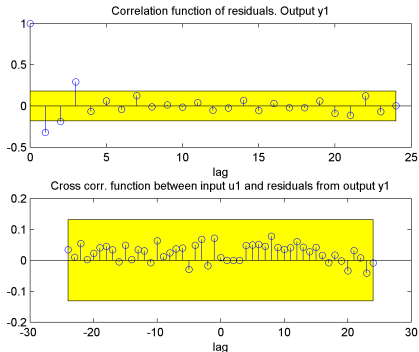 Correlation function of residuals. Output y1
1
0.5
0
-0.5
0 5 10 15 20 25
lag
Cross corr. function between input u1 and residuals from output y1
0.2
0.1
0
-0.1
-0.2
-30 -20 -10 0 10 20 30
lag